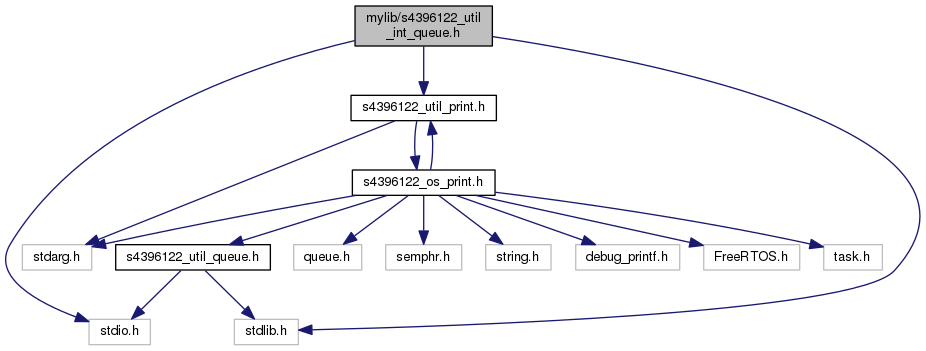 mylib/s4396122_util
_int_queue.h
s4396122_util_print.h
s4396122_os_print.h
stdarg.h
s4396122_util_queue.h
queue.h
semphr.h
string.h
debug_printf.h
FreeRTOS.h
task.h
stdio.h
stdlib.h